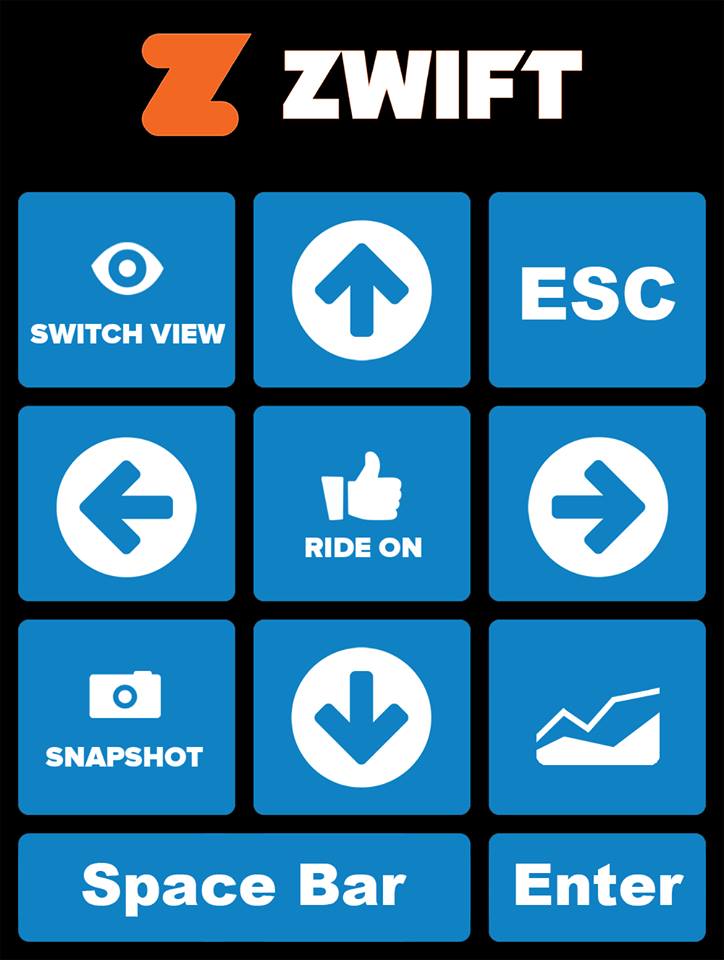 ZWIFT
SWITCH VIEW
ESC
RIDE ON
SNAPSHOT
Space Bar
Enter